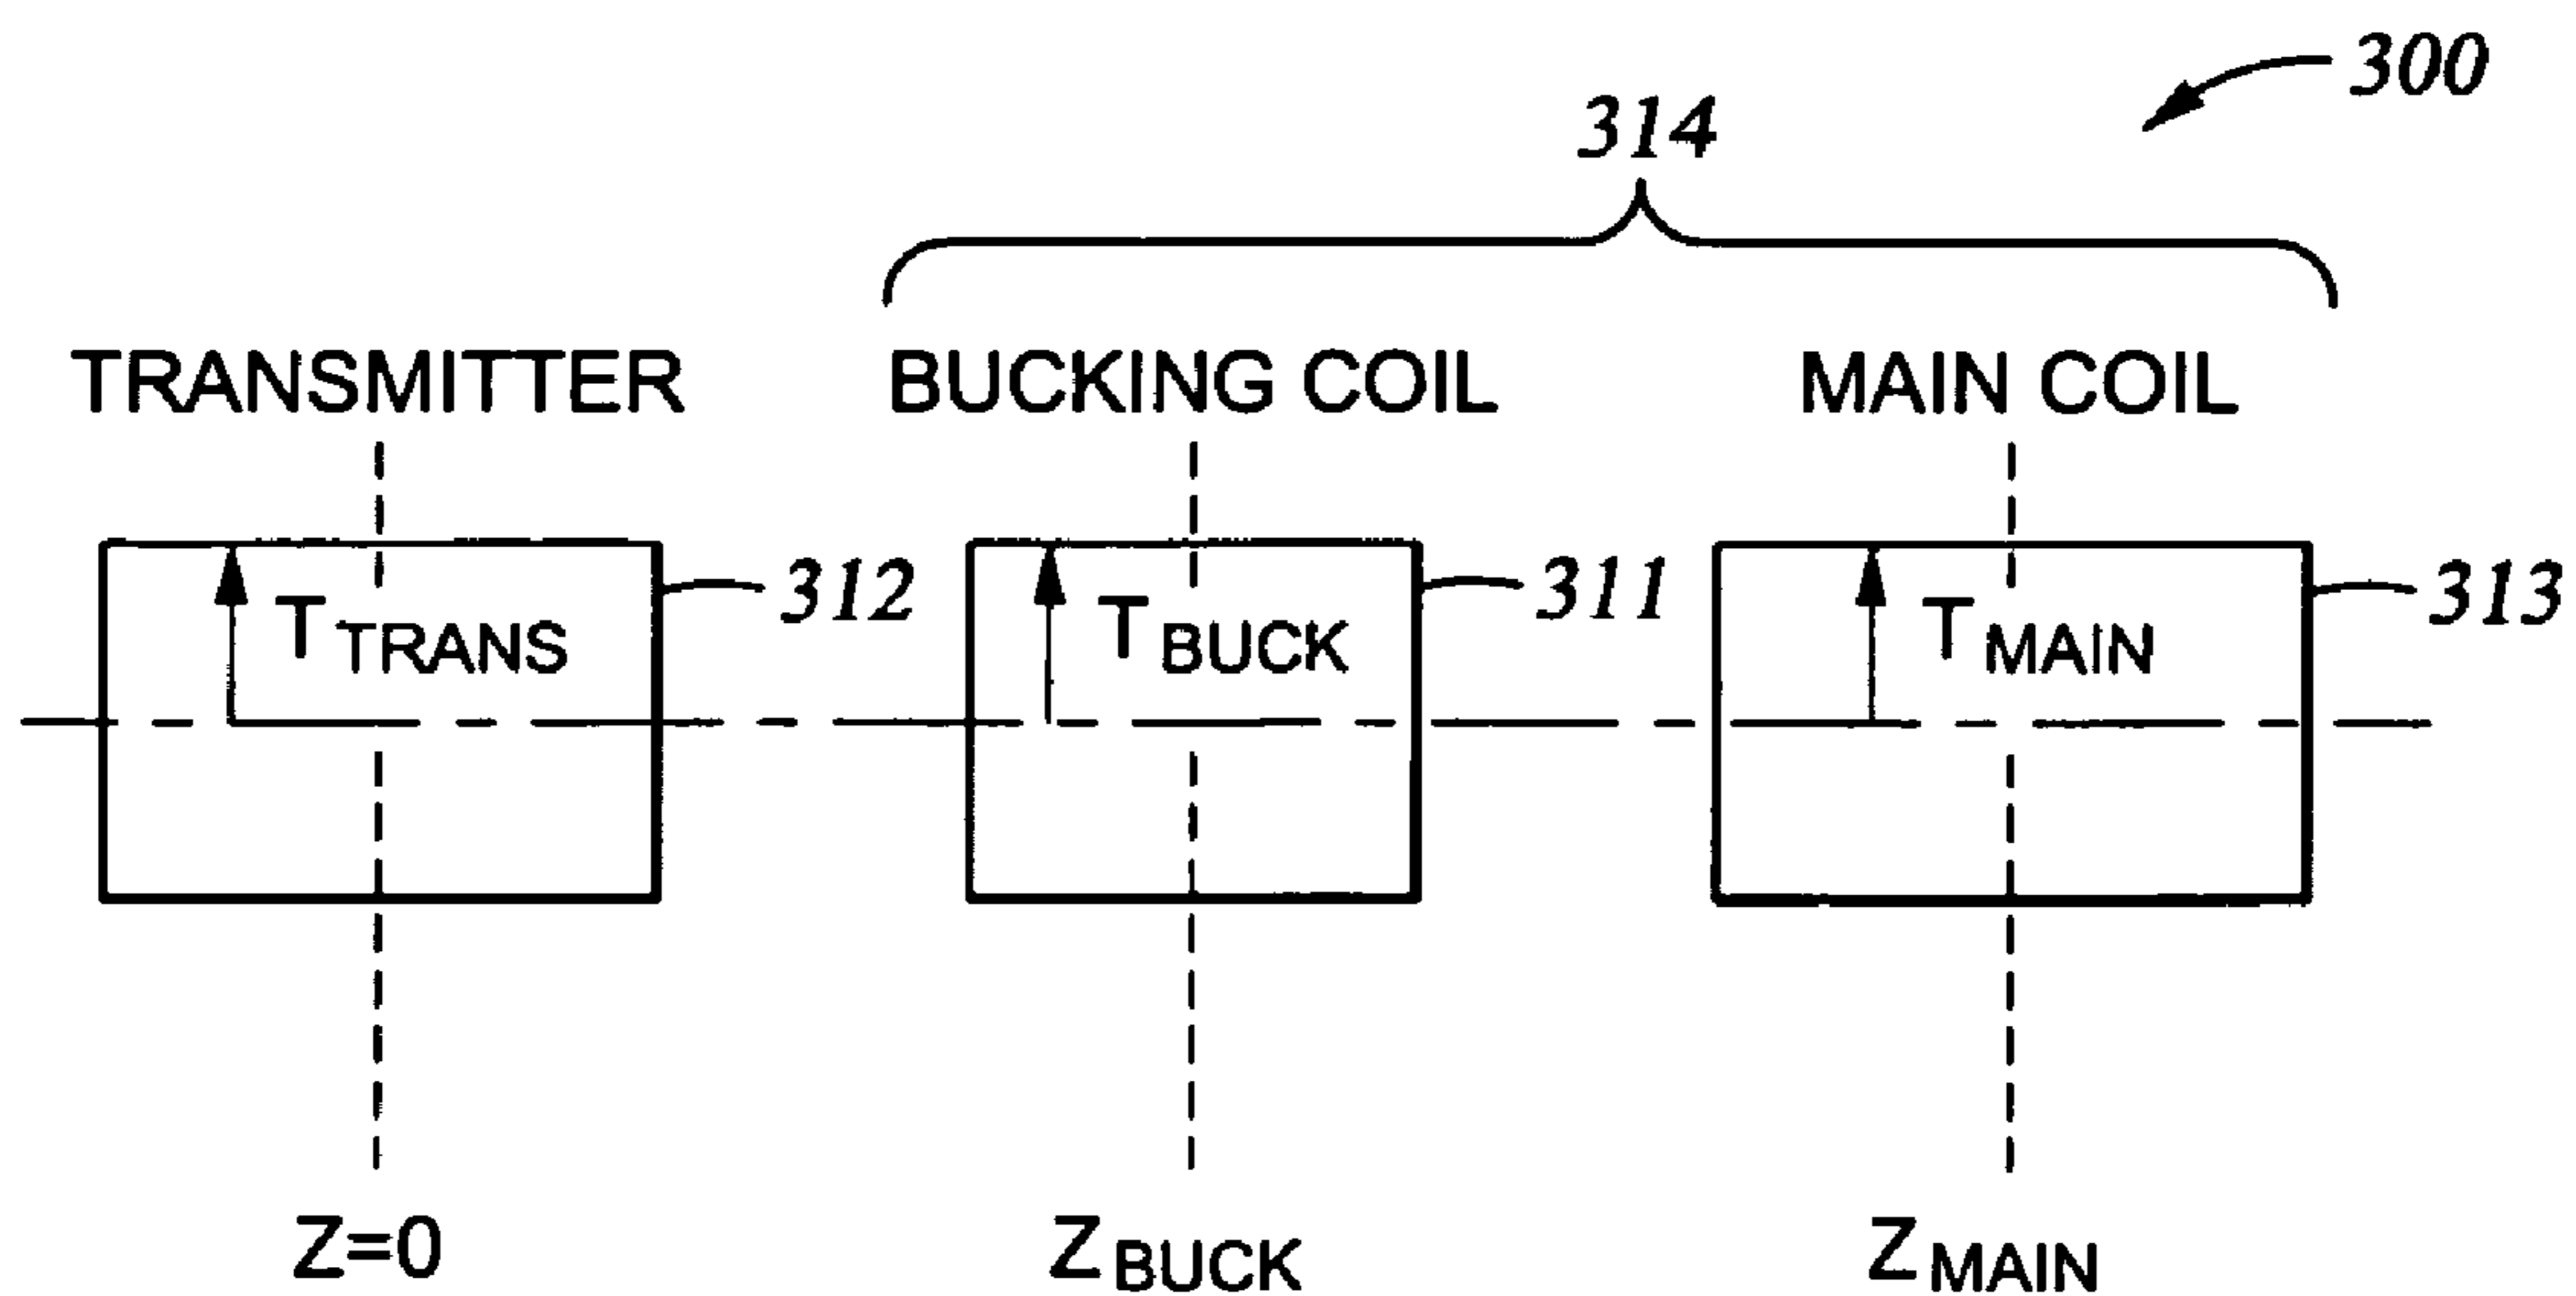 300
314
TRANSMITTER BUCKING COIL MAIN COIL
312 311 313
T TRANS T BUCK T MAIN
Z=0 Z BUCK Z MAIN